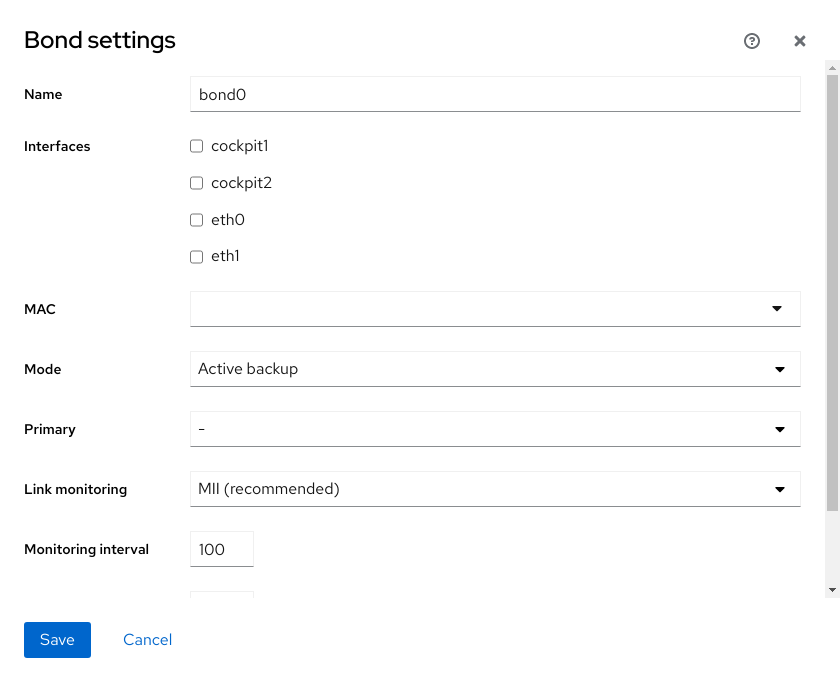 Bond settings
Name bond0
Interfaces cockpit1
cockpit2
eth0
eth1
MAC
Mode Active backup
Primary -
Link monitoring MII (recommended)
Monitoring interval 100
Save Cancel